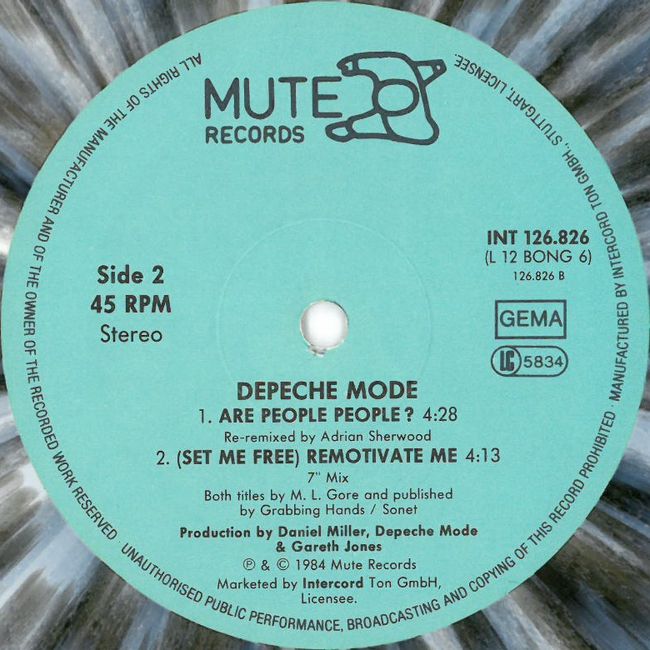 MUTE
RECORDS
INT 126.826
(L 12 BONG 6)
126.826 B
Side 2
45 RPM
Stereo
GEMA
LC 5834
DEPECHE MODE
1. ARE PEOPLE PEOPLE? 4:28
Re-remixed by Adrian Sherwood
2. (SET ME FREE) REMOTIVATE ME 4:13
7" Mix
Both titles by M. L. Gore and published
by Grabbing Hands / Sonet
Production by Daniel Miller, Depeche Mode
& Gareth Jones
℗ & © 1984 Mute Records
Marketed by Intercord Ton GmbH,
Licensee.
ALL RIGHTS OF THE MANUFACTURER AND OF THE OWNER OF THE RECORDED WORK RESERVED · UNAUTHORISED PUBLIC PERFORMANCE, BROADCASTING AND COPYING OF THIS RECORD PROHIBITED · MANUFACTURED BY INTERCORD TON GMBH., STUTTGART, LICENSEE.